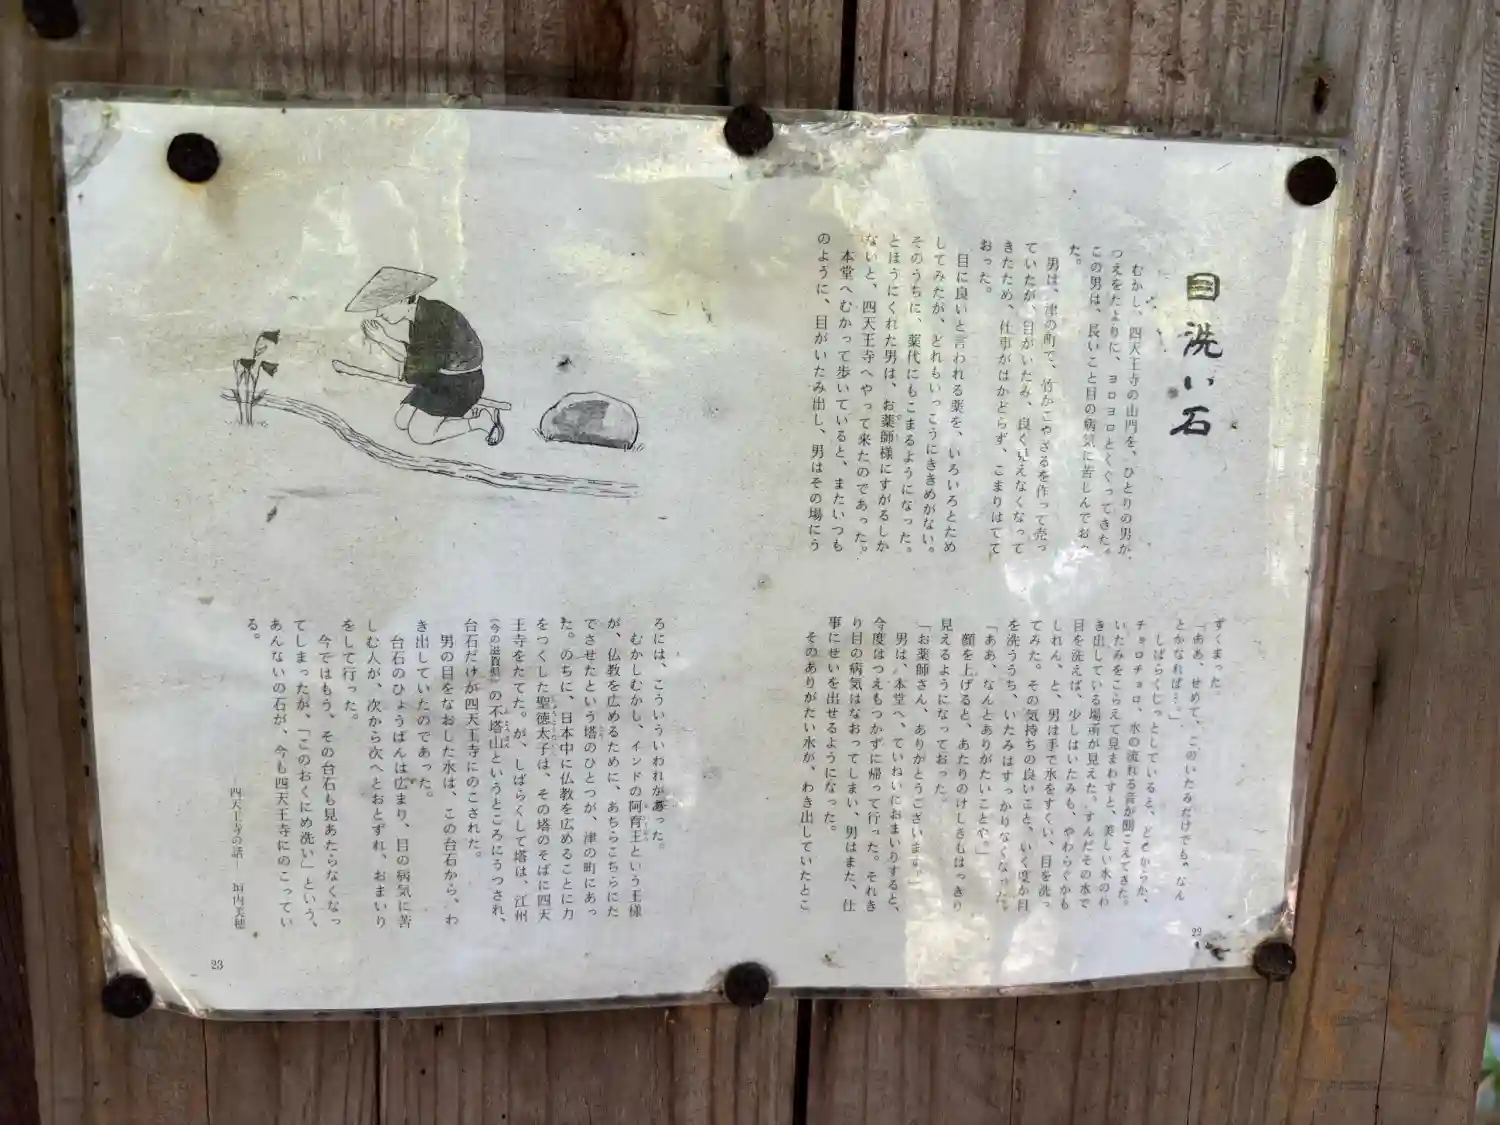 目洗い石
むかし、四天王寺の山門を、ひとりの男が、
つえをたよりに、ヨロヨロとくぐってきた。
この男は、長いこと目の病気に苦しんでおっ
た。
男は、津の町で、竹かごやざるを作って売っ
ていたが、目がいたみ、良く見えなくなって
きたため、仕事がはかどらず、こまりはてて
おった。
目に良いと言われる薬を、いろいろとため
してみたが、どれもいっこうにききめがない。
そのうちに、薬代にもこまるようになった。
とほうにくれた男は、お薬師様にすがるしか
ないと、四天王寺へやって来たのであった。
本堂へむかって歩いていると、またいつも
のように、目がいたみ出し、男はその場にう
ずくまった。
「ああ、せめて、このいたみだけでも、なん
とかなれば…。」
しばらくじっとしていると、どこからか、
チョロチョロ、水の流れる音が聞こえてきた。
いたみをこらえて見まわすと、美しい水のわ
き出している場所が見えた。すんだその水で
目を洗えば、少しはいたみも、やわらぐかも
しれん、と、男は手で水をすくい、目を洗っ
てみた。その気持ちの良いこと、いく度か目
を洗ううち、いたみはすっかりなくなった。
「ああ、なんとありがたいことや。」
顔を上げると、あたりのけしきもはっきり
見えるようになっておった。
「お薬師さん、ありがとうございます。」
男は、本堂へ、ていねいにおまいりすると、
今度はつえもつかずに帰って行った。それき
り目の病気はなおってしまい、男はまた、仕
事にせいを出せるようになった。
そのありがたい水が、わき出していたとこ
22
ろには、こういういわれがあった。
むかしむかし、インドの阿育王という王様
が、仏教を広めるために、あちらこちらにた
でさせたという塔のひとつが、津の町にあっ
た。のちに、日本中に仏教を広めることに力
をつくした聖徳太子は、その塔のそばに四天
王寺をたてた。が、しばらくして塔は、江州
(今の滋賀県)の不塔山というところにうつされ、
台石だけが四天王寺にのこされた。
男の目をなおした水は、この台石から、わ
き出していたのであった。
台石のひょうばんは広まり、目の病気に苦
しむ人が、次から次へとおとずれ、おまいり
をして行った。
今ではもう、その台石も見あたらなくなっ
てしまったが、「このおくにめ洗い」という、
あんないの石が、今も四天王寺にのこってい
る。
―四天王寺の話― 垣内美穂
23